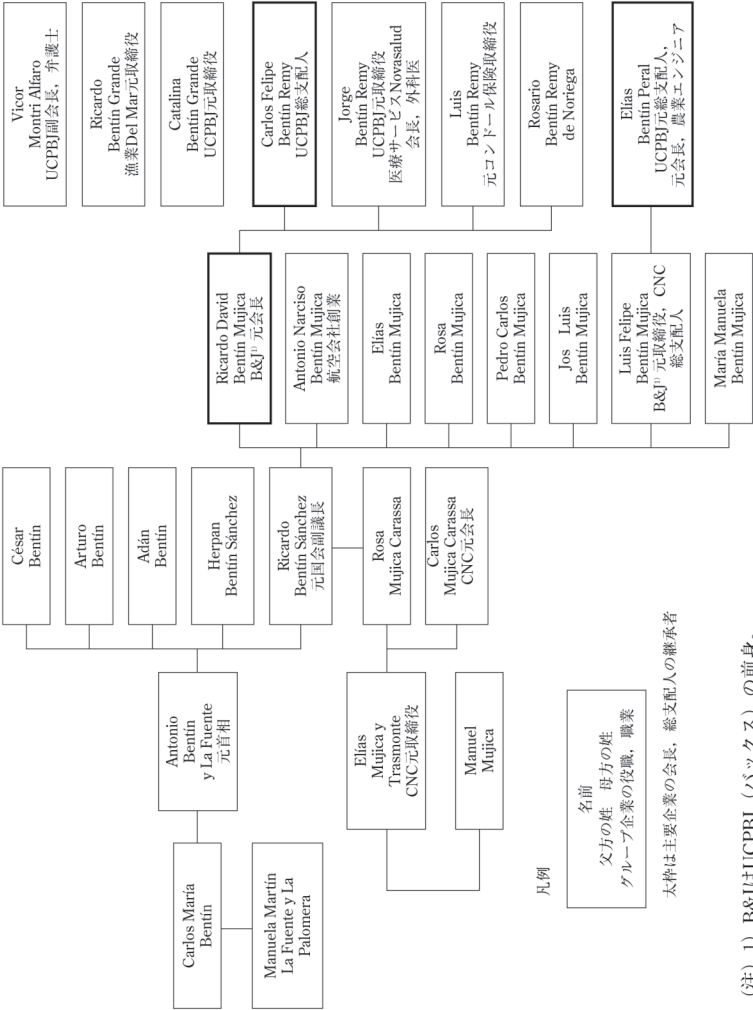 Carlos María
Bentín
Manuela Martín
La Fuente y La
Palomera
Antonio
Bentín
y La Fuente
元首相
Elías
Mujica y
Trasmonte
CNC元取締役
Manuel
Mujica
César
Bentín
Arturo
Bentín
Adán
Bentín
Herpan
Bentín Sánchez
Ricardo
Bentín Sánchez
元国会副議長
Rosa
Mujica Carassa
Carlos
Mujica Carassa
CNC元会長
Ricardo David
Bentín Mujica
B&J1) 元会長
Antonio Narciso
Bentín Mujica
航空会社創業
Elías
Bentín Mujica
Rosa
Bentín Mujica
Pedro Carlos
Bentín Mujica
Jos Luis
Bentín Mujica
Luis Felipe
Bentín Mujica
B&J1) 元取締役，CNC
総支配人
María Manuela
Bentín Mujica
Vicor
Montri Alfaro
UCPBJ副会長，弁護士
Ricardo
Bentín Grande
漁業Del Mar元取締役
Catalina
Bentín Grande
UCPBJ元取締役
Carlos Felipe
Bentín Remy
UCPBJ総支配人
Jorge
Bentín Remy
UCPBJ元取締役
医療サービスNovasalud
会長，外科医
Luis
Bentín Remy
元コンドール保険取締役
Rosario
Bentín Remy
de Noriega
Elías
Bentín Peral
UCPBJ元総支配人，
元会長，農業エンジニア
凡例
名前
父方の姓　母方の姓
グループ企業の役職，職業
太枠は主要企業の会長，総支配人の継承者
（注）1）B&JはUCPBJ（バックス）の前身。